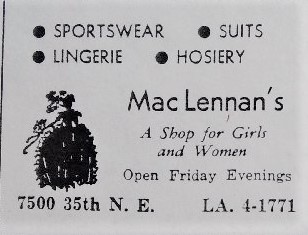 ● SPORTSWEAR ● SUITS
● LINGERIE ● HOSIERY
Mac Lennan's
A Shop for Girls
and Women
Open Friday Evenings
7500 35th N. E. LA. 4-1771